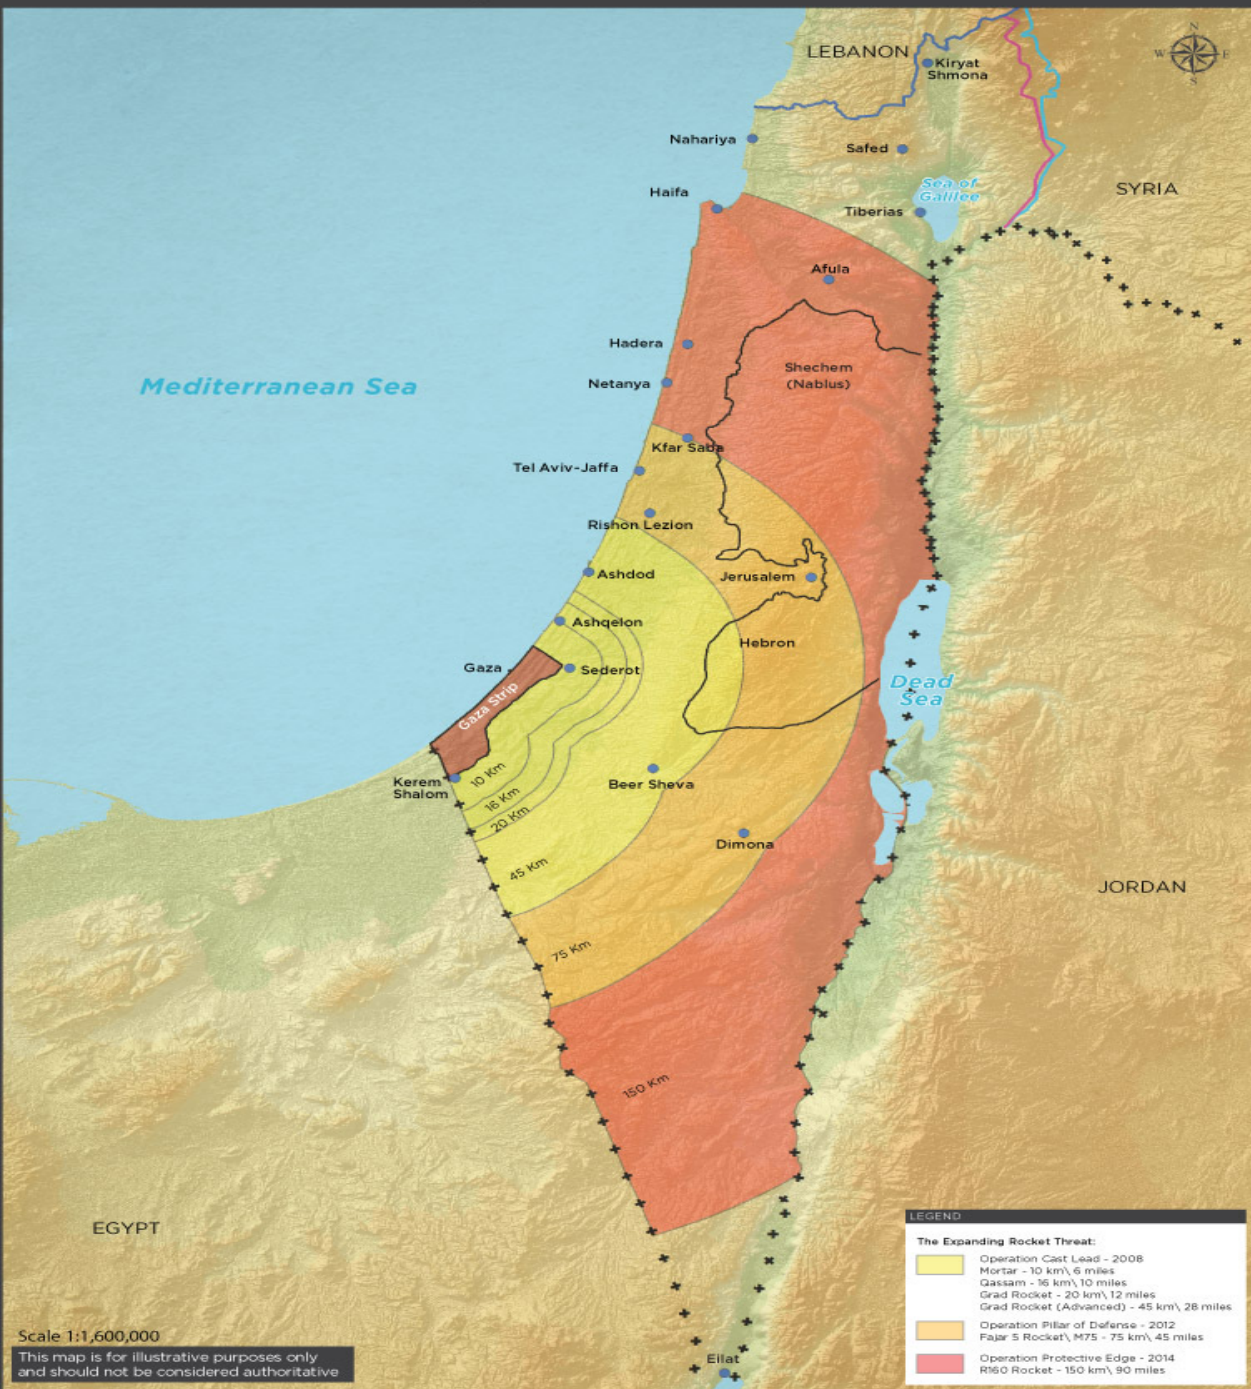 N
W E
S
LEBANON
Kiryat
Shmona
Nahariya
Safed
Sea of
Galilee
SYRIA
Haifa
Tiberias
Afula
Hadera
Shechem
(Nablus)
Netanya
Mediterranean Sea
Kfar Saba
Tel Aviv-Jaffa
Rishon Lezion
Ashdod
Jerusalem
Ashqelon
Hebron
Gaza
Sederot
Dead
Sea
Gaza Strip
Kerem
Shalom
10 Km
16 Km
20 Km
Beer Sheva
Dimona
45 Km
JORDAN
75 Km
150 Km
EGYPT
Eilat
Scale 1:1,600,000
This map is for illustrative purposes only
and should not be considered authoritative
LEGEND
The Expanding Rocket Threat:
Operation Cast Lead - 2008
Mortar - 10 km\ 6 miles
Qassam - 16 km\ 10 miles
Grad Rocket - 20 km\ 12 miles
Grad Rocket (Advanced) - 45 km\ 28 miles
Operation Pillar of Defense - 2012
Fajar 5 Rocket\ M75 - 75 km\ 45 miles
Operation Protective Edge - 2014
R160 Rocket - 150 km\ 90 miles